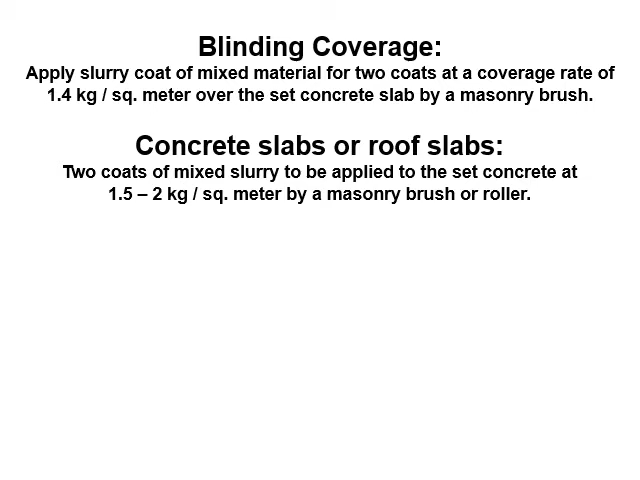 Blinding Coverage:
Apply slurry coat of mixed material for two coats at a coverage rate of
1.4 kg / sq. meter over the set concrete slab by a masonry brush.
Concrete slabs or roof slabs:
Two coats of mixed slurry to be applied to the set concrete at
1.5 – 2 kg / sq. meter by a masonry brush or roller.